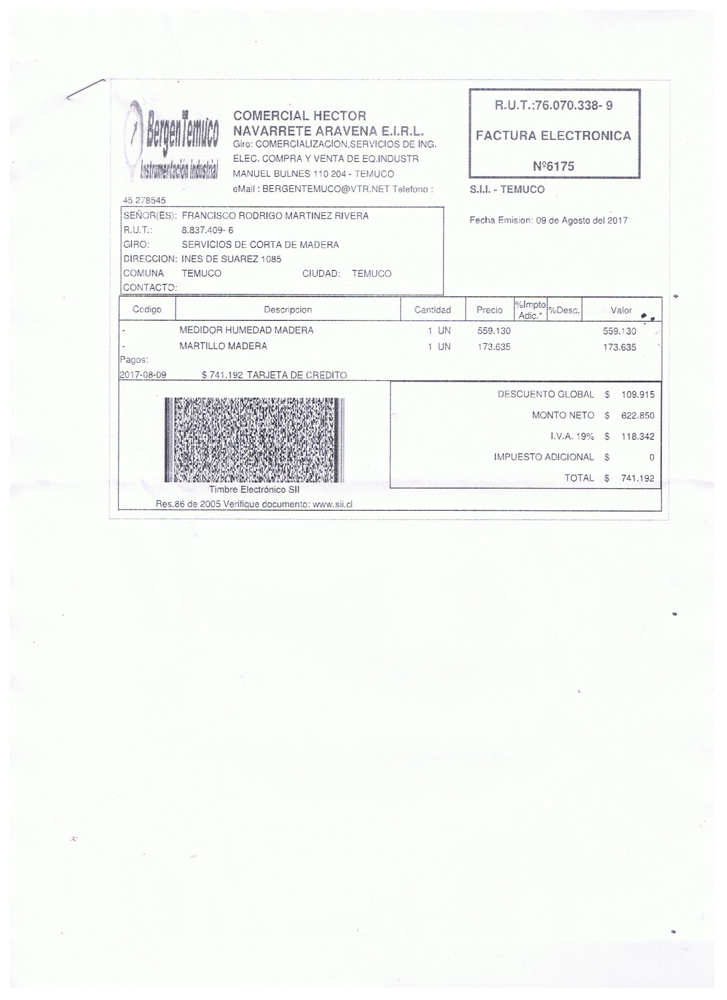 BergenTemuco
Instrumentación Industrial
COMERCIAL HECTOR
NAVARRETE ARAVENA E.I.R.L.
Giro: COMERCIALIZACION,SERVICIOS DE ING.
ELEC. COMPRA Y VENTA DE EQ.INDUSTR
MANUEL BULNES 110 204 - TEMUCO
eMail : BERGENTEMUCO@VTR.NET Telefono :
45 278545
R.U.T.:76.070.338- 9
FACTURA ELECTRONICA
Nº6175
S.I.I. - TEMUCO
Fecha Emision: 09 de Agosto del 2017
SEÑOR(ES): FRANCISCO RODRIGO MARTINEZ RIVERA
R.U.T.: 8.837.409- 6
GIRO: SERVICIOS DE CORTA DE MADERA
DIRECCION: INES DE SUAREZ 1085
COMUNA TEMUCO CIUDAD: TEMUCO
CONTACTO:
Codigo Descripcion Cantidad Precio %Impto Adic.* %Desc. Valor
- MEDIDOR HUMEDAD MADERA 1 UN 559.130 559.130
- MARTILLO MADERA 1 UN 173.635 173.635
Pagos:
2017-08-09 $ 741.192 TARJETA DE CREDITO
DESCUENTO GLOBAL $ 109.915
MONTO NETO $ 622.850
I.V.A. 19% $ 118.342
IMPUESTO ADICIONAL $ 0
TOTAL $ 741.192
Timbre Electrónico SII
Res.86 de 2005 Verifique documento: www.sii.cl